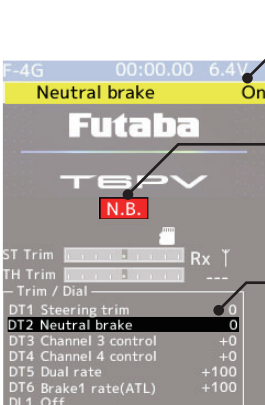 F-4G 00:00.00 6.4V
Neutral brake On
Futaba
T6PV
N.B.
ST Trim
Rx
TH Trim ---
Trim / Dial
DT1 Steering trim 0
DT2 Neutral brake 0
DT3 Channel 3 control +0
DT4 Channel 4 control +0
DT5 Dual rate +100
DT6 Brake1 rate(ATL) +100
DL1 Off